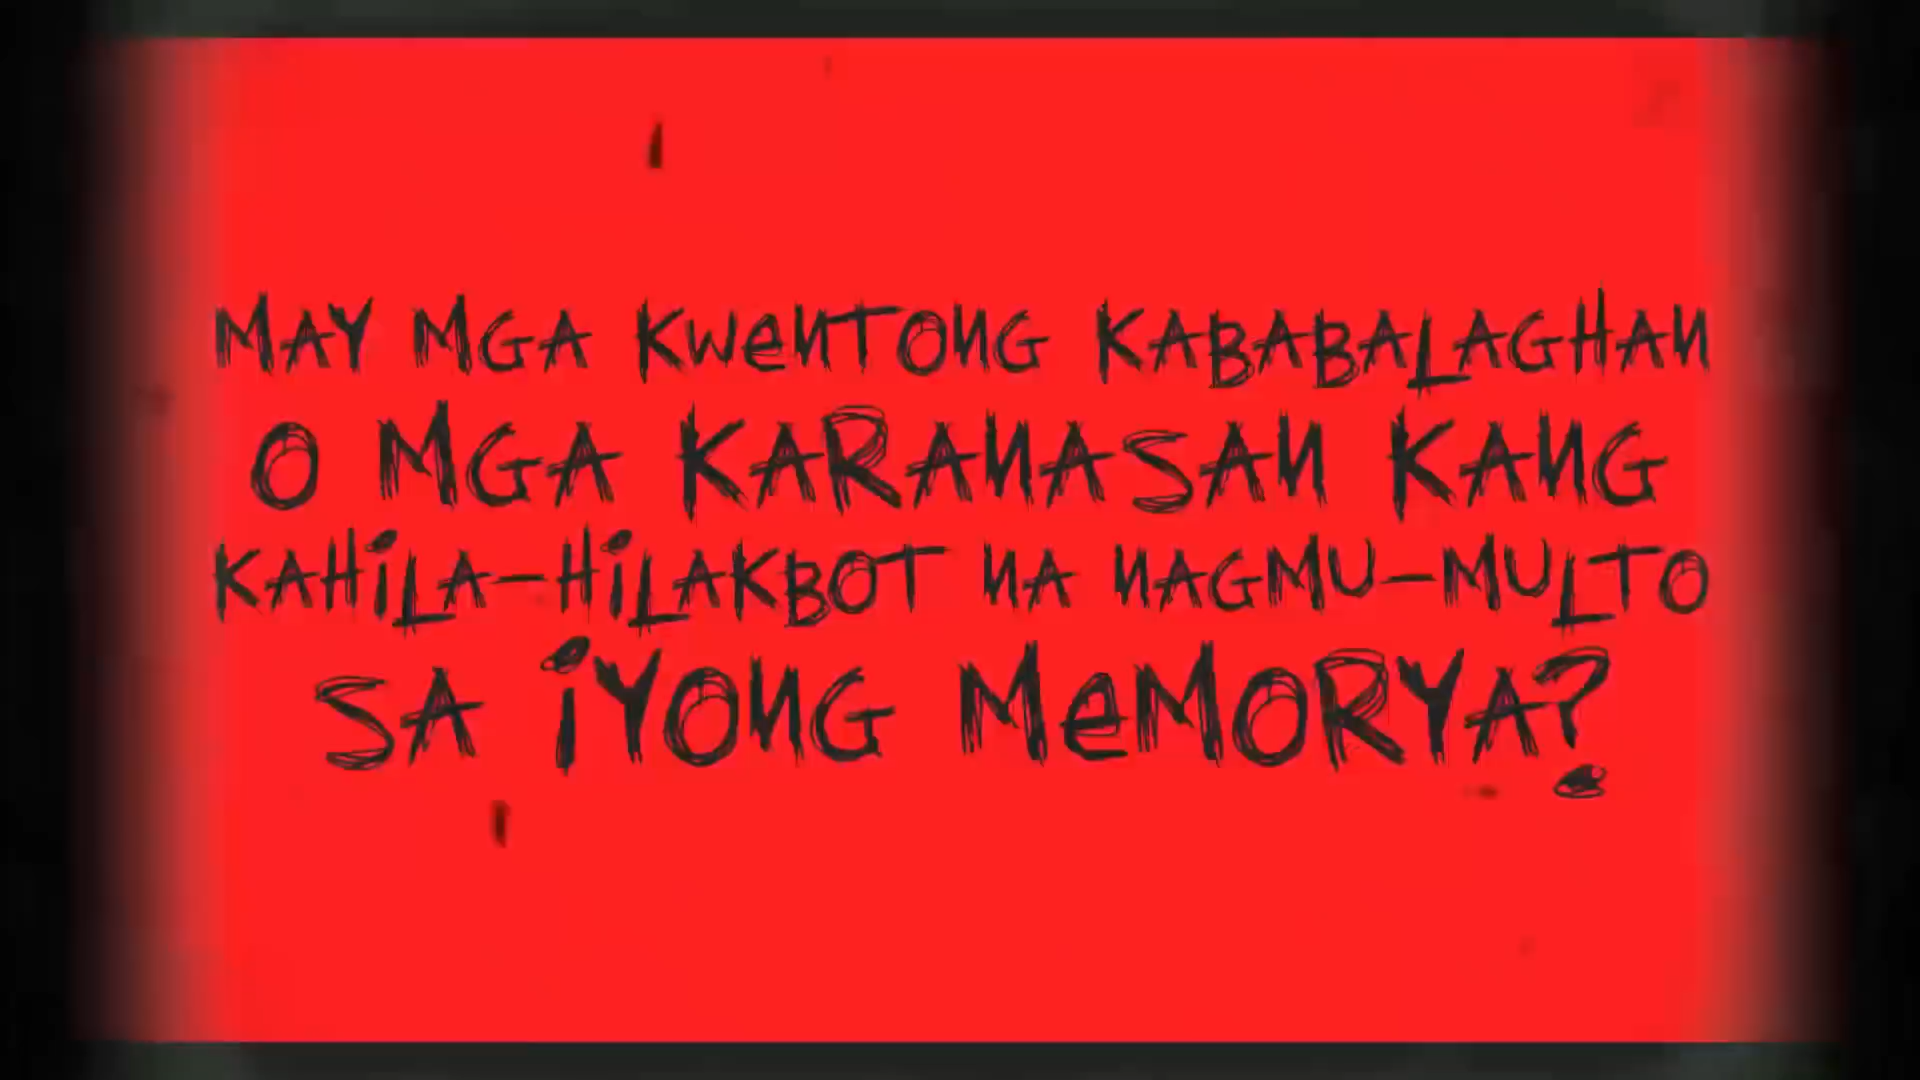 MAY MGA KWENTONG KABABALAGHAN
O MGA KARANASAN KANG
KAHILA-HILAKBOT NA NAGMU-MULTO
SA IYONG MEMORYA?